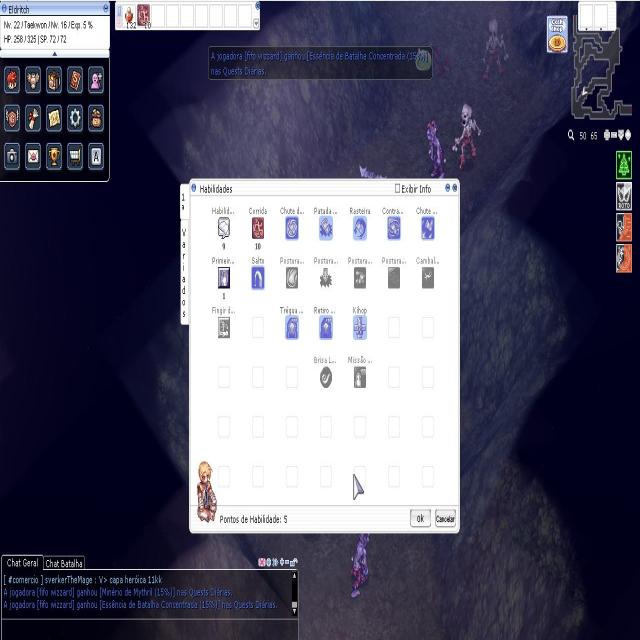 Eldritch
Nv. 22 / Taekwon / Nv. 16 / Exp. 5 %
HP. 258 / 325 | SP. 72 / 72
132 10
A jogadora [fifo wizzard] ganhou [Essência de Batalha Concentrada (15%)]
nas Quests Diárias.
50 65
Habilidades
Exibir Info
1ª
Variados
Habilid... Corrida Chute d... Patada ... Rasteira Contra... Chute ...
9 10
Primeir... Salto Postura... Postura... Postura... Postura... Cambal...
1
Fingir d... Kihop
Brisa L... Missão ...
Pontos de Habilidade: 5
Ok Cancelar
Chat Geral Chat Batalha
[ #comercio ] sverkerTheMage : V> capa heróica 11kk
A jogadora [fifo wizzard] ganhou [Minério de Mythril (15%)] nas Quests Diárias.
A jogadora [fifo wizzard] ganhou [Essência de Batalha Concentrada (15%)] nas Quests Diárias.